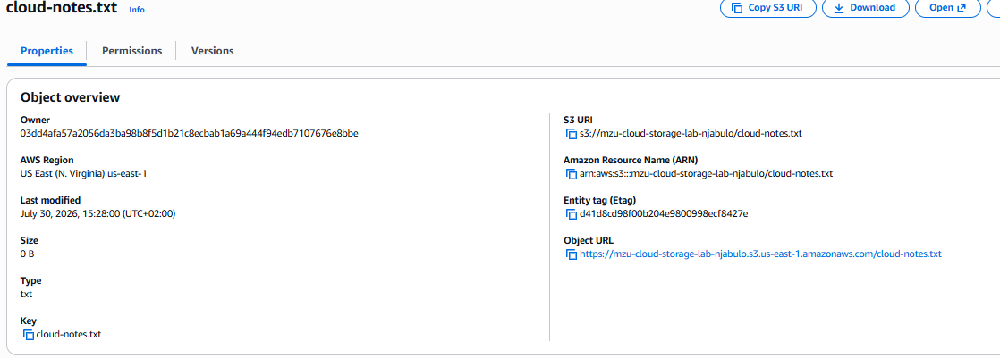 cloud-notes.txt Info
Copy S3 URI
Download
Open
Properties
Permissions
Versions
Object overview
Owner
03dd4afa57a2056da3ba98b8f5d1b21c8ecbab1a69a444f94edb7107676e8bbe
AWS Region
US East (N. Virginia) us-east-1
Last modified
July 30, 2026, 15:28:00 (UTC+02:00)
Size
0 B
Type
txt
Key
cloud-notes.txt
S3 URI
s3://mzu-cloud-storage-lab-njabulo/cloud-notes.txt
Amazon Resource Name (ARN)
arn:aws:s3:::mzu-cloud-storage-lab-njabulo/cloud-notes.txt
Entity tag (Etag)
d41d8cd98f00b204e9800998ecf8427e
Object URL
https://mzu-cloud-storage-lab-njabulo.s3.us-east-1.amazonaws.com/cloud-notes.txt